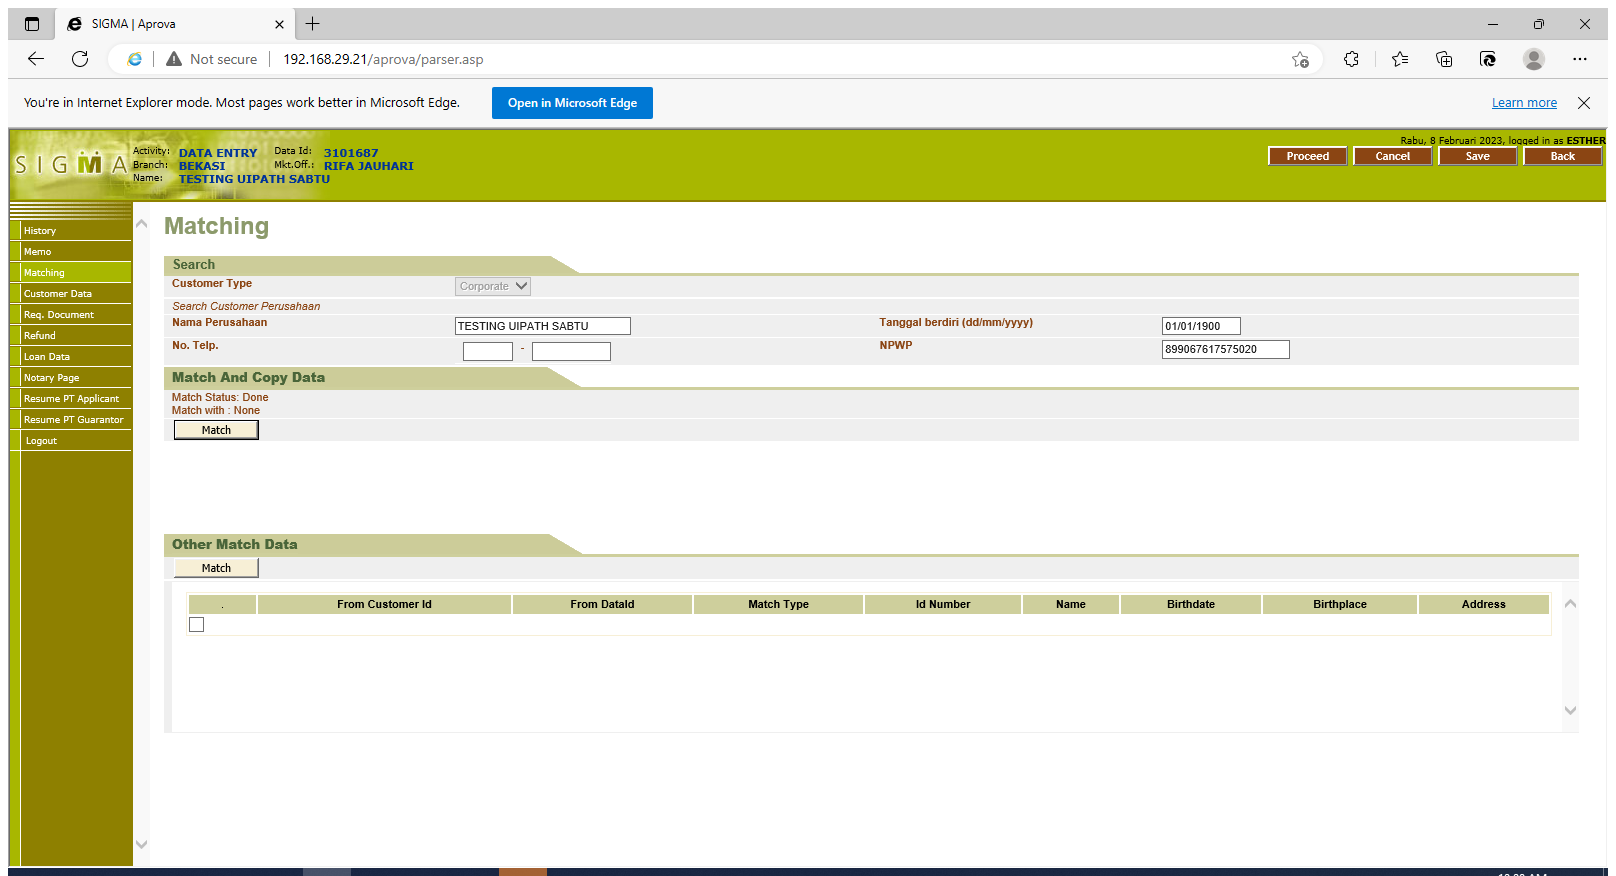 SIGMA | Aprova
Not secure
192.168.29.21/aprova/parser.asp
You're in Internet Explorer mode. Most pages work better in Microsoft Edge.
Open in Microsoft Edge
Learn more
SIGMA
Activity: DATA ENTRY Data Id: 3101687
Branch: BEKASI Mkt.Off.: RIFA JAUHARI
Name: TESTING UIPATH SABTU
Rabu, 8 Februari 2023, logged in as ESTHER
Proceed Cancel Save Back
History
Memo
Matching
Customer Data
Req. Document
Refund
Loan Data
Notary Page
Resume PT Applicant
Resume PT Guarantor
Logout
Matching
Search
Customer Type Corporate
Search Customer Perusahaan
Nama Perusahaan TESTING UIPATH SABTU Tanggal berdiri (dd/mm/yyyy) 01/01/1900
No. Telp. - NPWP 899067617575020
Match And Copy Data
Match Status: Done
Match with : None
Match
Other Match Data
Match
. From Customer Id From DataId Match Type Id Number Name Birthdate Birthplace Address